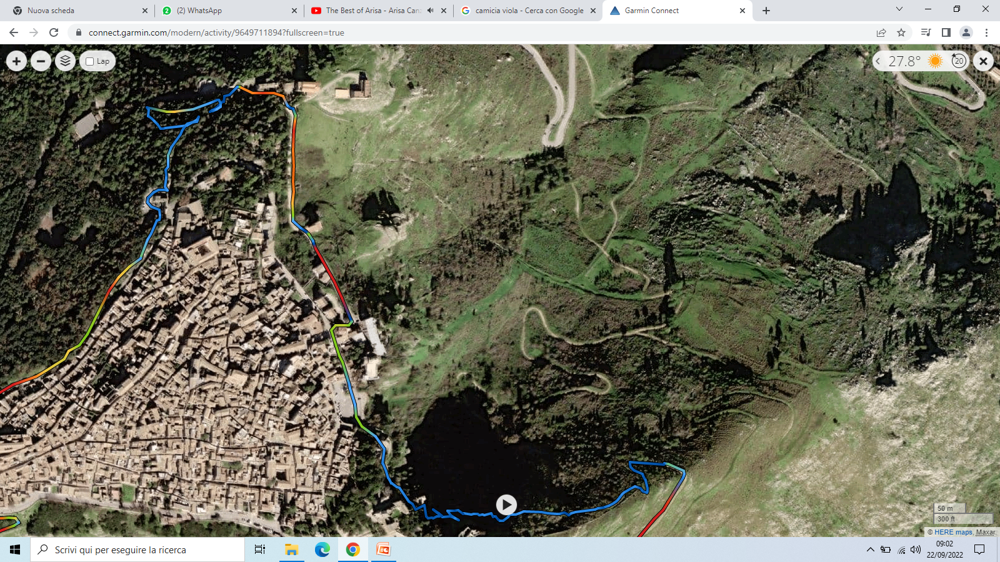 Nuova scheda
2 (2) WhatsApp
The Best of Arisa - Arisa Can
camicia viola - Cerca con Google
Garmin Connect
connect.garmin.com/modern/activity/9649711894?fullscreen=true
Lap
27.8°
20
50 m
300 ft
© HERE maps, Maxar.
Scrivi qui per eseguire la ricerca
09:02
22/09/2022